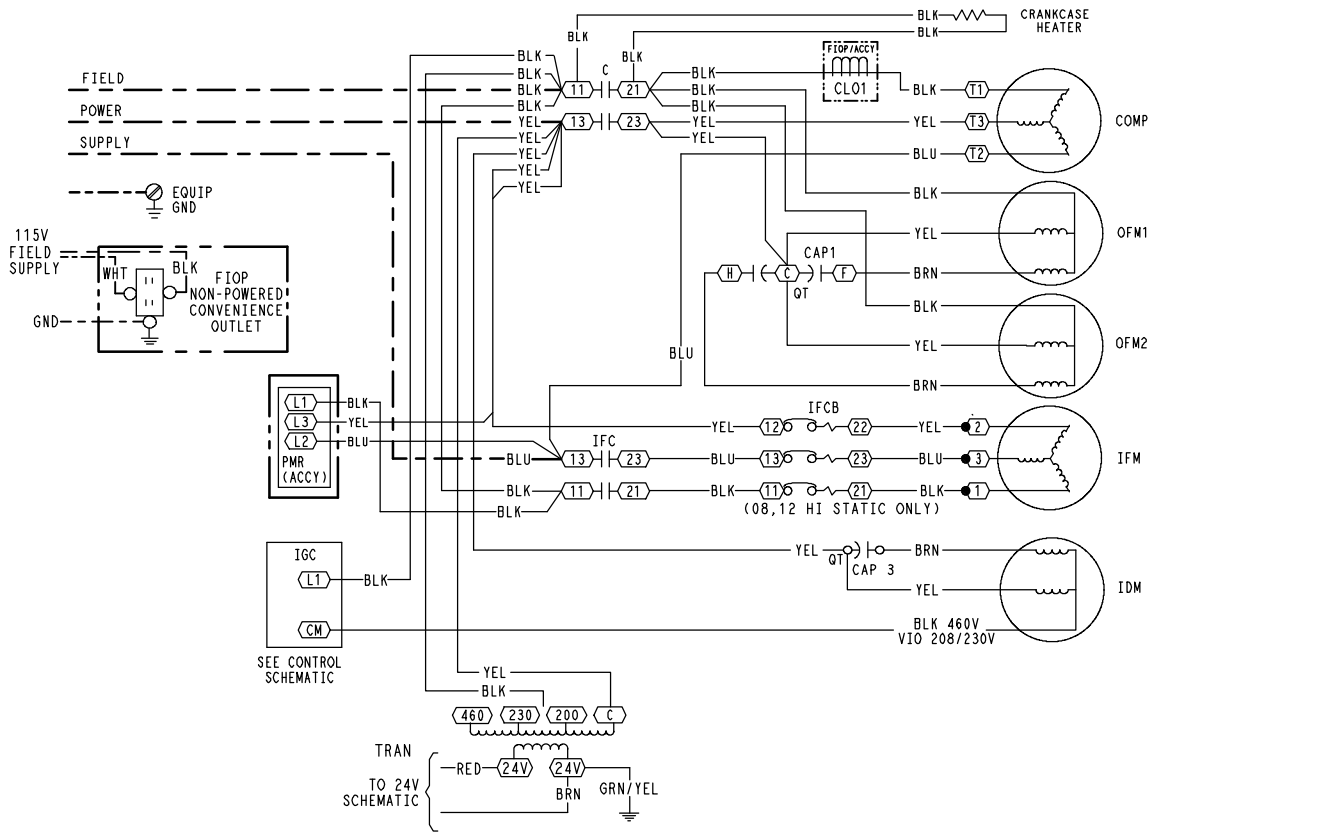 BLK
CRANKCASE
HEATER
BLK
BLK
BLK
FIOP/ACCY
CLO1
BLK
BLK
BLK
BLK
FIELD
11
C
21
BLK
BLK
BLK
BLK
T1
POWER
YEL
13
23
YEL
YEL
T3
COMP
SUPPLY
YEL
YEL
YEL
YEL
YEL
BLU
T2
EQUIP
GND
BLK
115V
FIELD
SUPPLY
WHT
BLK
FIOP
NON-POWERED
CONVENIENCE
OUTLET
GND
YEL
OFM1
CAP1
H
C
F
QT
BRN
BLK
YEL
OFM2
BLU
BRN
L1
BLK
L3
YEL
L2
BLU
PMR
(ACCY)
IFCB
YEL
12
22
YEL
2
BLU
IFC
13
23
BLU
13
23
BLU
3
IFM
BLK
11
21
BLK
11
21
BLK
1
BLK
(08,12 HI STATIC ONLY)
IGC
L1
BLK
CM
SEE CONTROL
SCHEMATIC
YEL
QT
CAP 3
BRN
YEL
IDM
BLK 460V
VIO 208/230V
YEL
BLK
460
230
200
C
TRAN
TO 24V
SCHEMATIC
RED
24V
24V
BRN
GRN/YEL